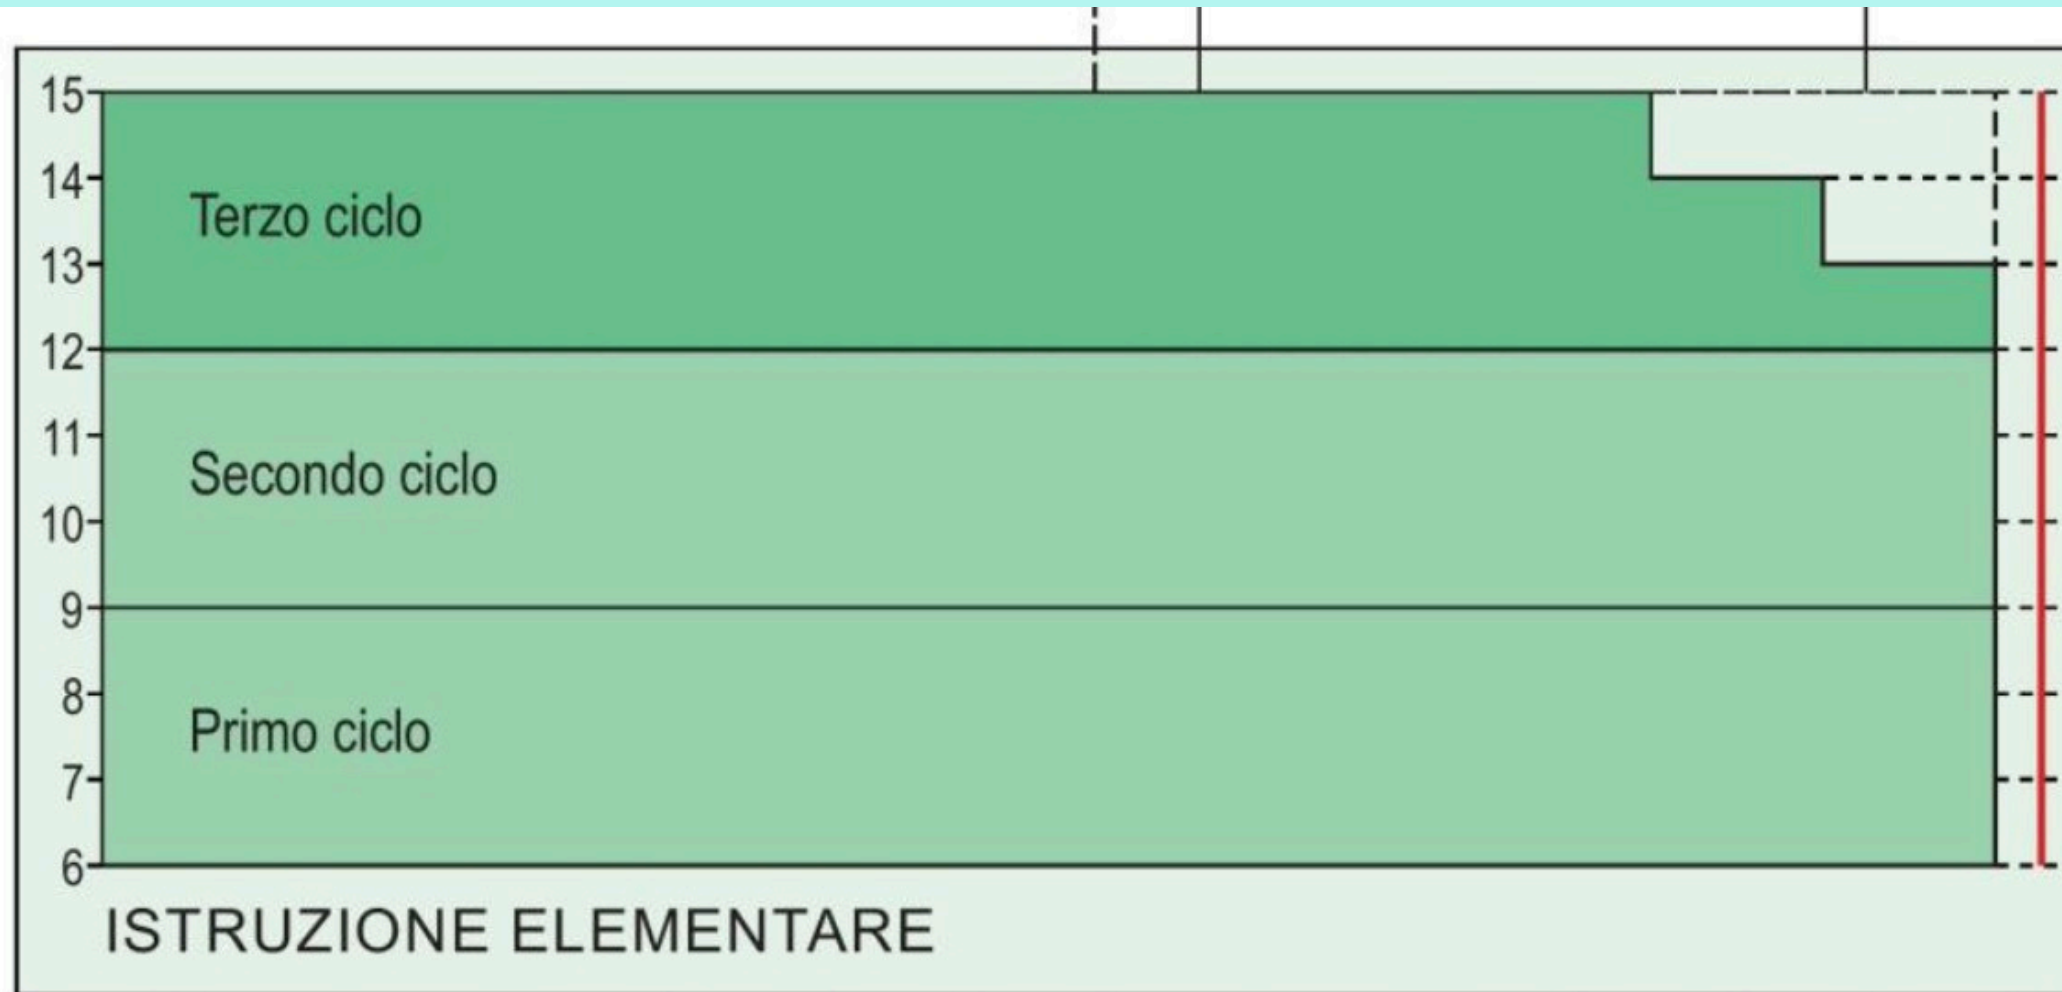 15
14
Terzo ciclo
13
12
11
Secondo ciclo
10
9
8
Primo ciclo
7
6
ISTRUZIONE ELEMENTARE